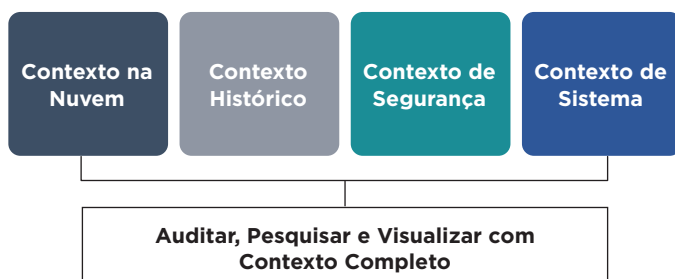 Contexto na
Nuvem
Contexto
Histórico
Contexto de
Segurança
Contexto de
Sistema
Auditar, Pesquisar e Visualizar com
Contexto Completo